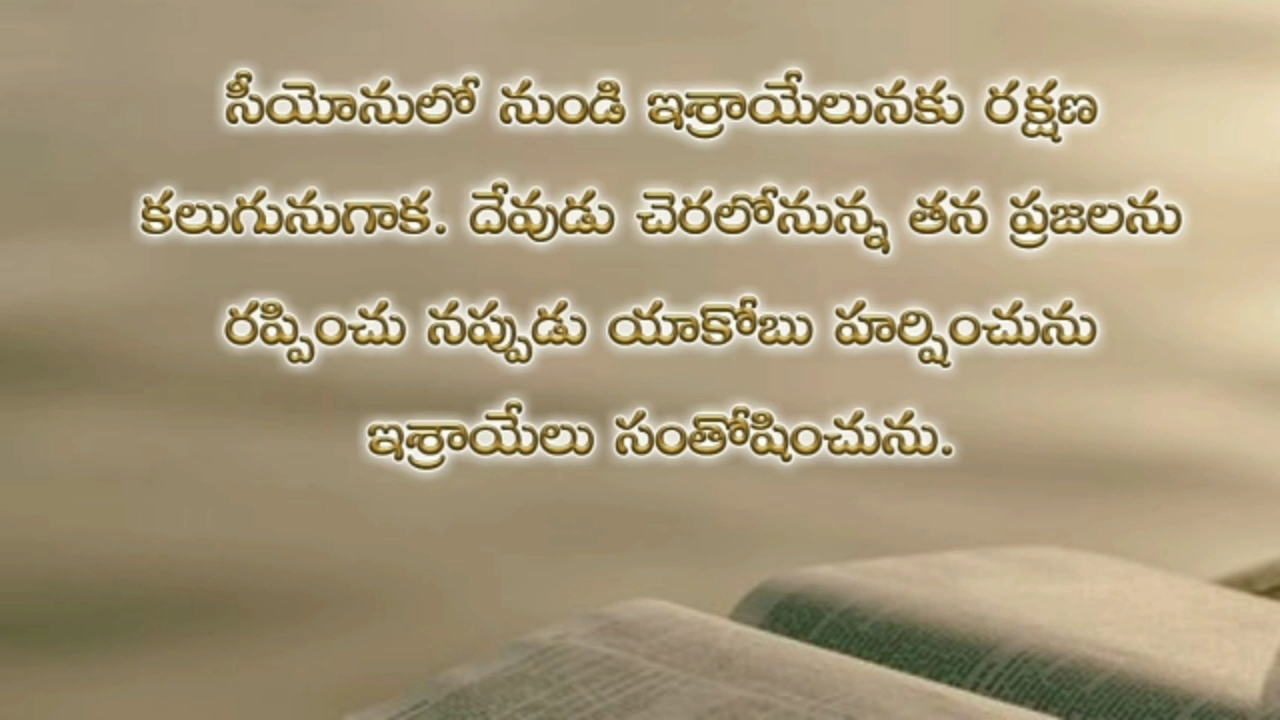 సీయోనులో నుండి ఇశ్రాయేలునకు రక్షణ
కలుగునుగాక. దేవుడు చెరలోనున్న తన ప్రజలను
రప్పించు నప్పుడు యాకోబు హర్షించును
ఇశ్రాయేలు సంతోషించును.